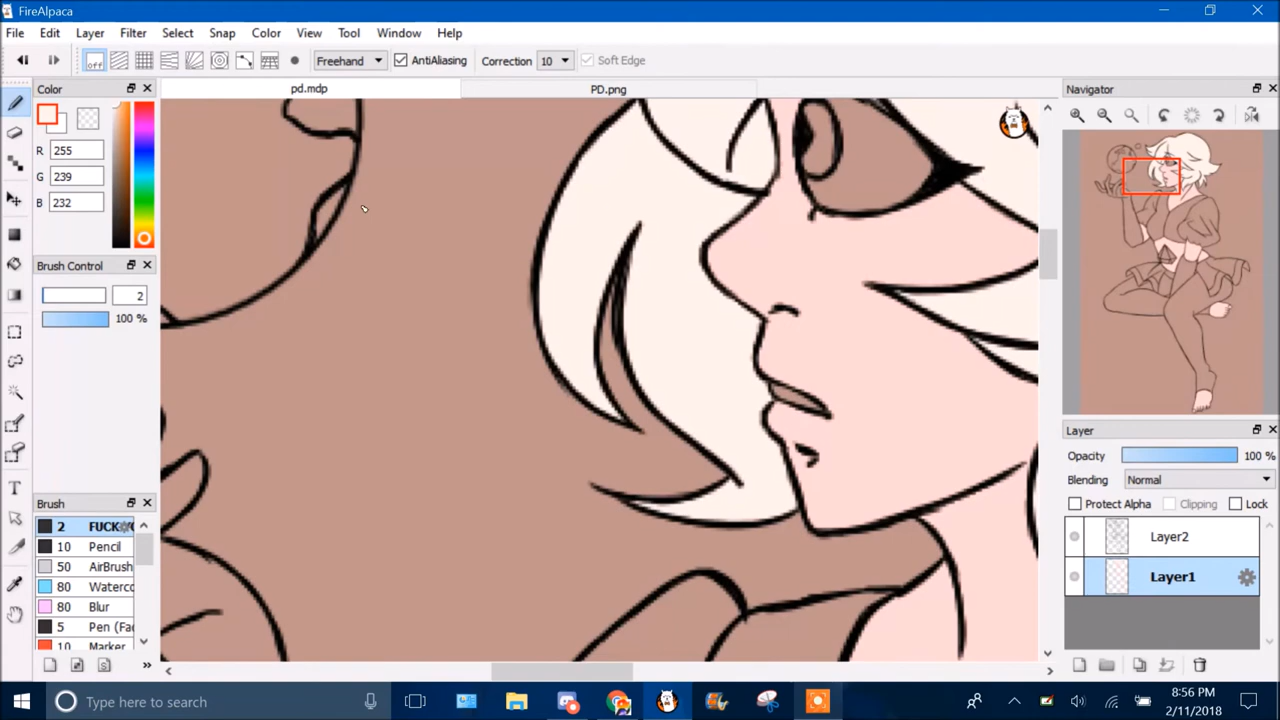 FireAlpaca
File Edit Layer Filter Select Snap Color View Tool Window Help
off Freehand AntiAliasing Correction 10 Soft Edge
pd.mdp PD.png
Color
R 255
G 239
B 232
Brush Control
2
100 %
Brush
2
10 Pencil
50 AirBrush
80 Waterco
80 Blur
5 Pen (Fa
10 Marker
Navigator
Layer
Opacity 100 %
Blending Normal
Protect Alpha Clipping Lock
Layer2
Layer1
Type here to search
8:56 PM
2/11/2018